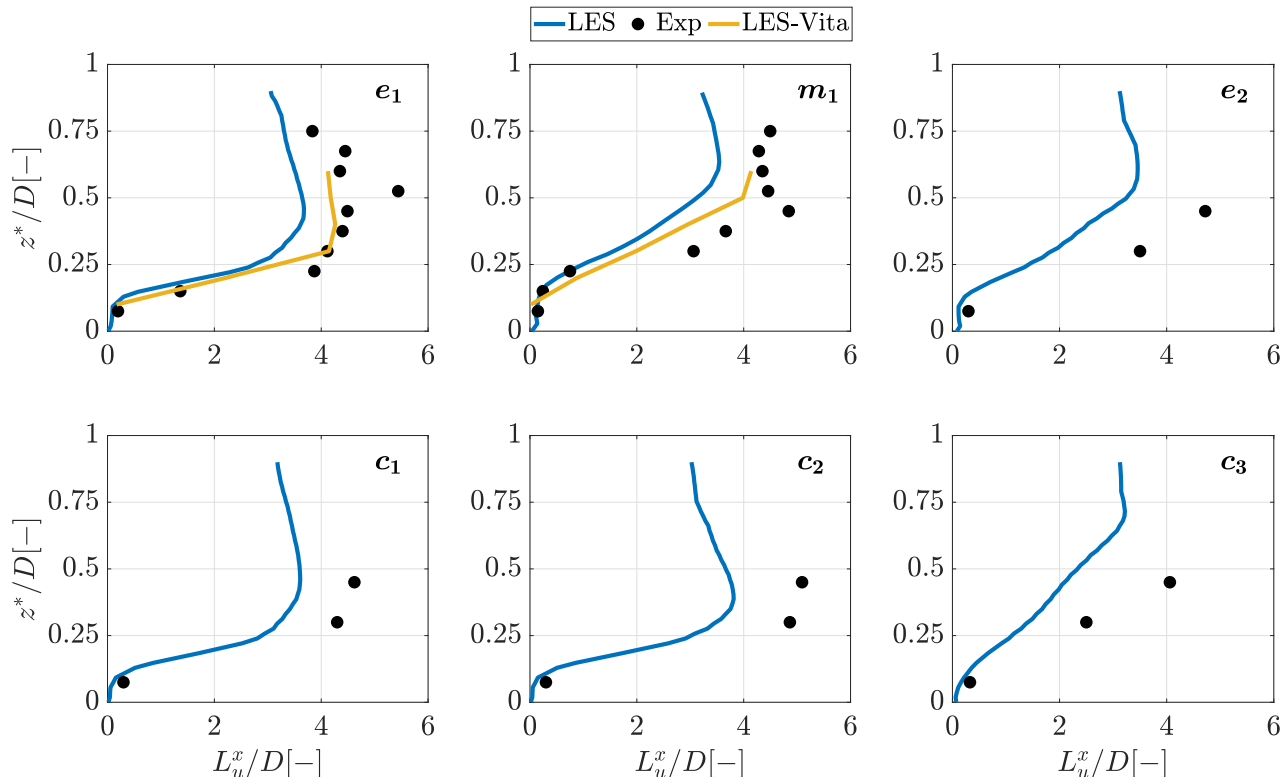 LES Exp LES-Vita
1 1 1
e₁ m₁ e₂
0.75 0.75 0.75
z*/D[−] 0.5 0.5 0.5
0.25 0.25 0.25
0 0 0
0 2 4 6 0 2 4 6 0 2 4 6
1 1 1
c₁ c₂ c₃
0.75 0.75 0.75
z*/D[−] 0.5 0.5 0.5
0.25 0.25 0.25
0 0 0
0 2 4 6 0 2 4 6 0 2 4 6
Lᵤˣ/D[−] Lᵤˣ/D[−] Lᵤˣ/D[−]